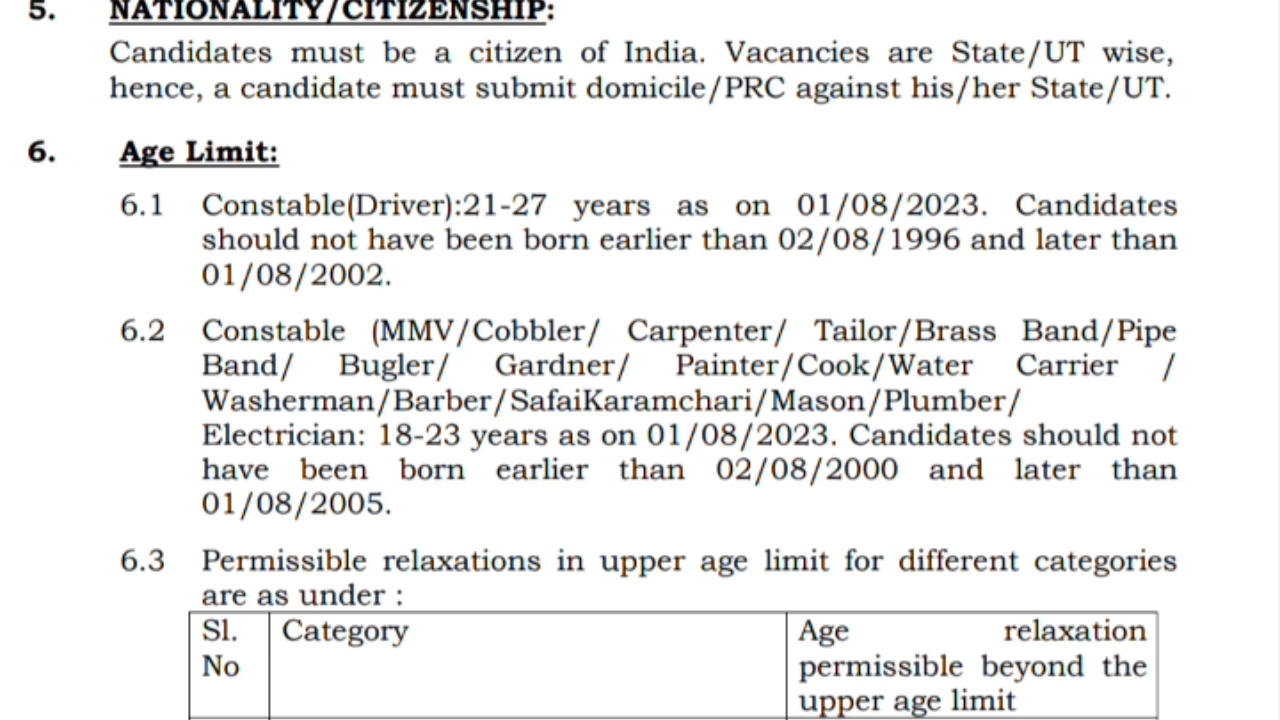 5. NATIONALITY/CITIZENSHIP:
Candidates must be a citizen of India. Vacancies are State/UT wise,
hence, a candidate must submit domicile/PRC against his/her State/UT.
6. Age Limit:
6.1 Constable(Driver):21-27 years as on 01/08/2023. Candidates
should not have been born earlier than 02/08/1996 and later than
01/08/2002.
6.2 Constable (MMV/Cobbler/ Carpenter/ Tailor/Brass Band/Pipe
Band/ Bugler/ Gardner/ Painter/Cook/Water Carrier /
Washerman/Barber/SafaiKaramchari/Mason/Plumber/
Electrician: 18-23 years as on 01/08/2023. Candidates should not
have been born earlier than 02/08/2000 and later than
01/08/2005.
6.3 Permissible relaxations in upper age limit for different categories
are as under :
Sl. Category Age relaxation
No permissible beyond the
upper age limit